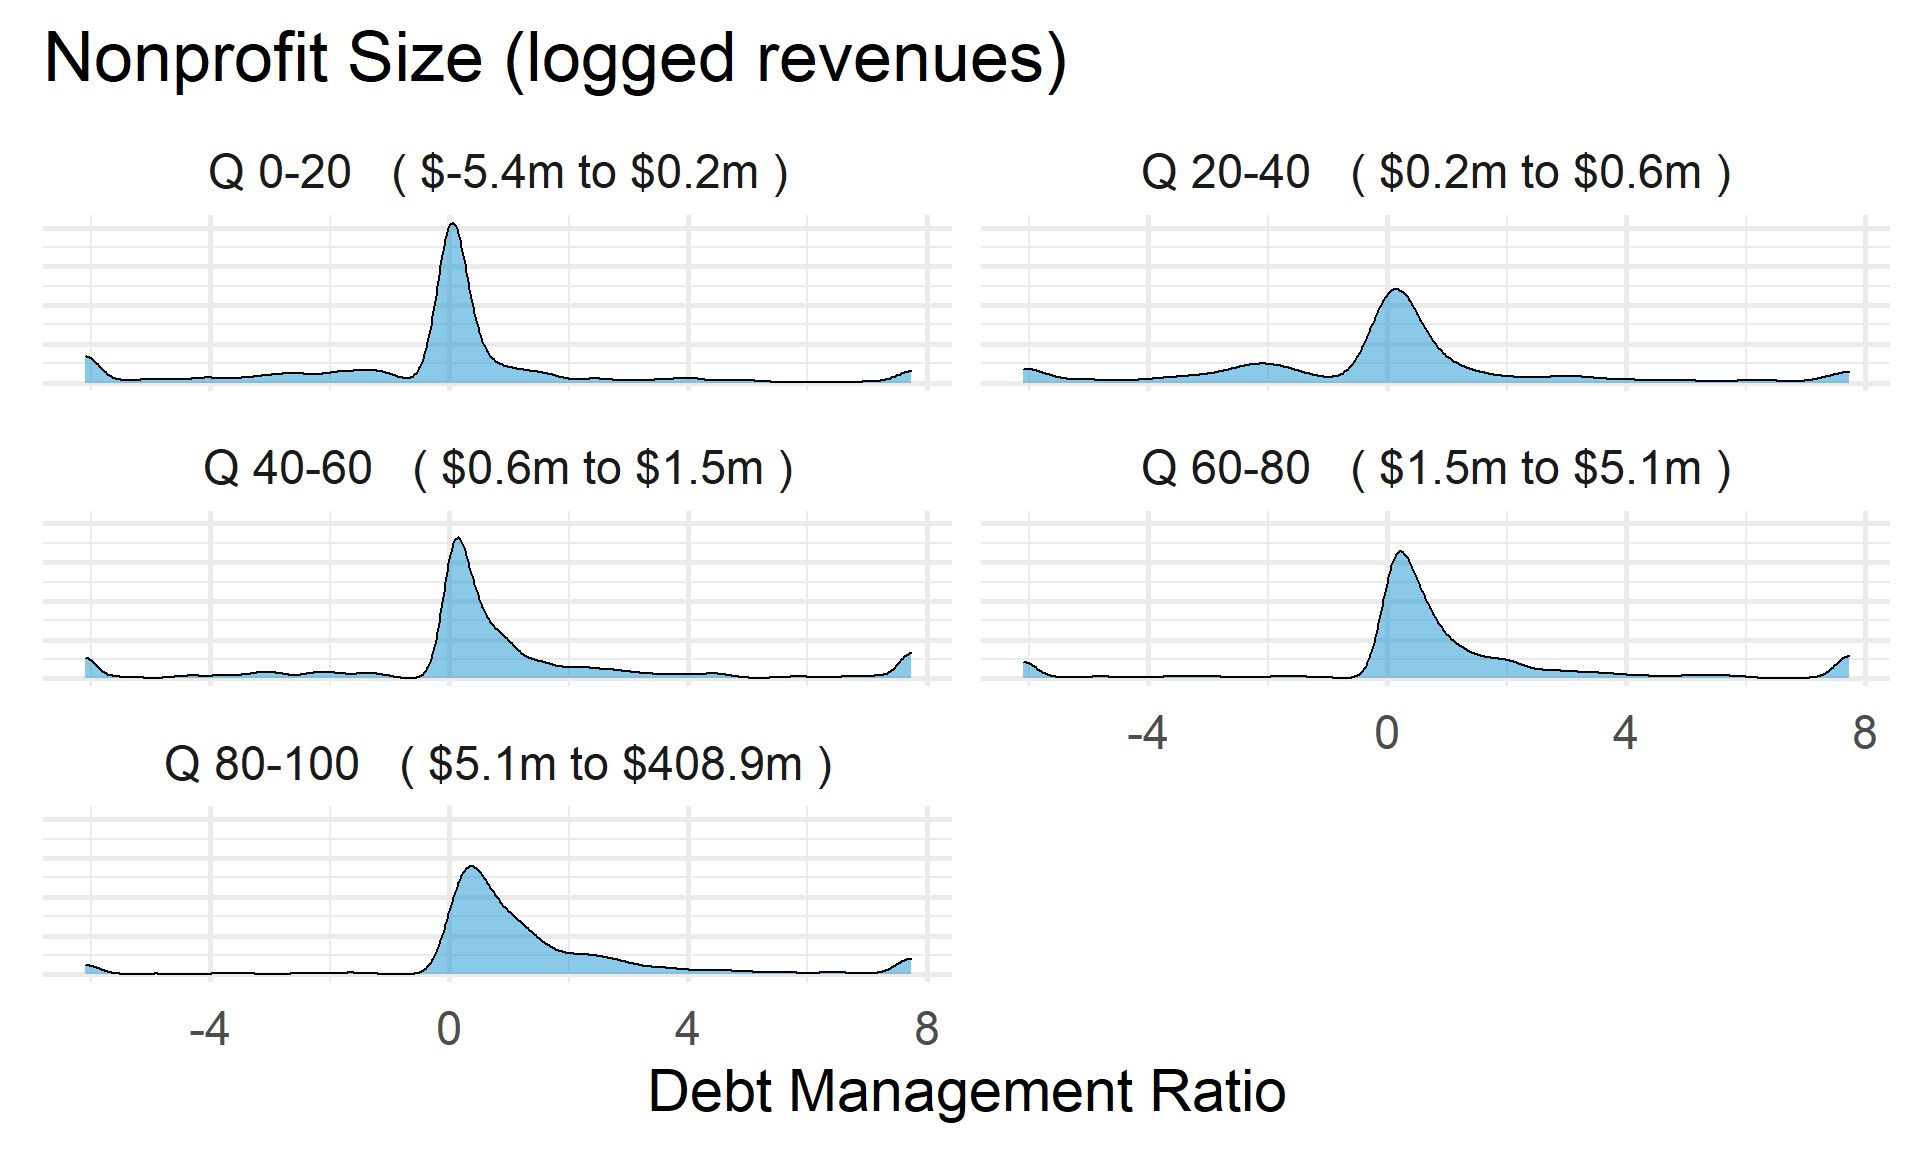 Nonprofit Size (logged revenues)
Q 0-20 ( $-5.4m to $0.2m )
Q 20-40 ( $0.2m to $0.6m )
Q 40-60 ( $0.6m to $1.5m )
Q 60-80 ( $1.5m to $5.1m )
-4 0 4 8
Q 80-100 ( $5.1m to $408.9m )
-4 0 4 8
Debt Management Ratio